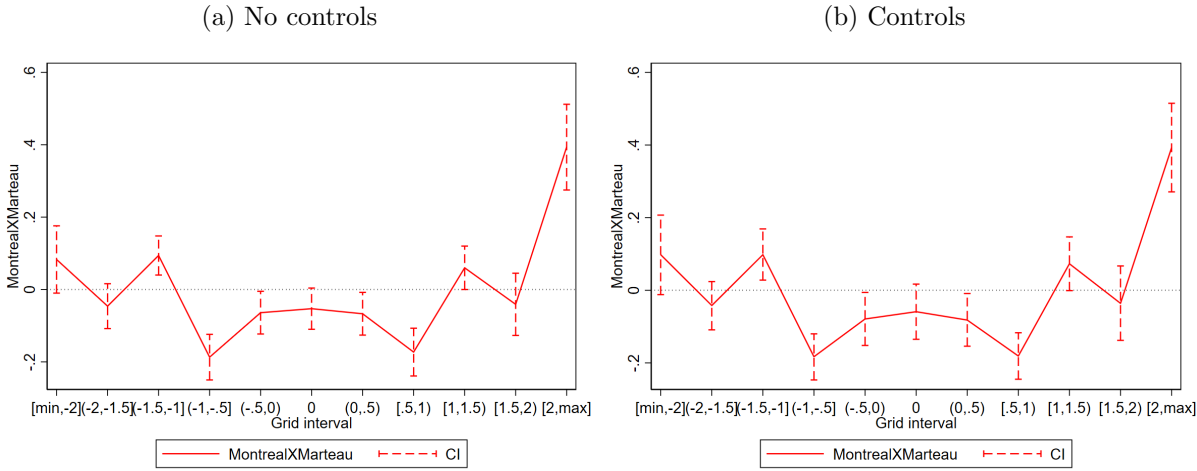 (a) No controls
.6
.4
.2
0
-.2
MontrealXMarteau
[min,-2](-2,-1.5](-1.5,-1] (-1,-.5] (-.5,0) 0 (0,.5) [.5,1) [1,1.5) [1.5,2) [2,max]
Grid interval
MontrealXMarteau CI
(b) Controls
.6
.4
.2
0
-.2
MontrealXMarteau
[min,-2](-2,-1.5](-1.5,-1] (-1,-.5] (-.5,0) 0 (0,.5) [.5,1) [1,1.5) [1.5,2) [2,max]
Grid interval
MontrealXMarteau CI